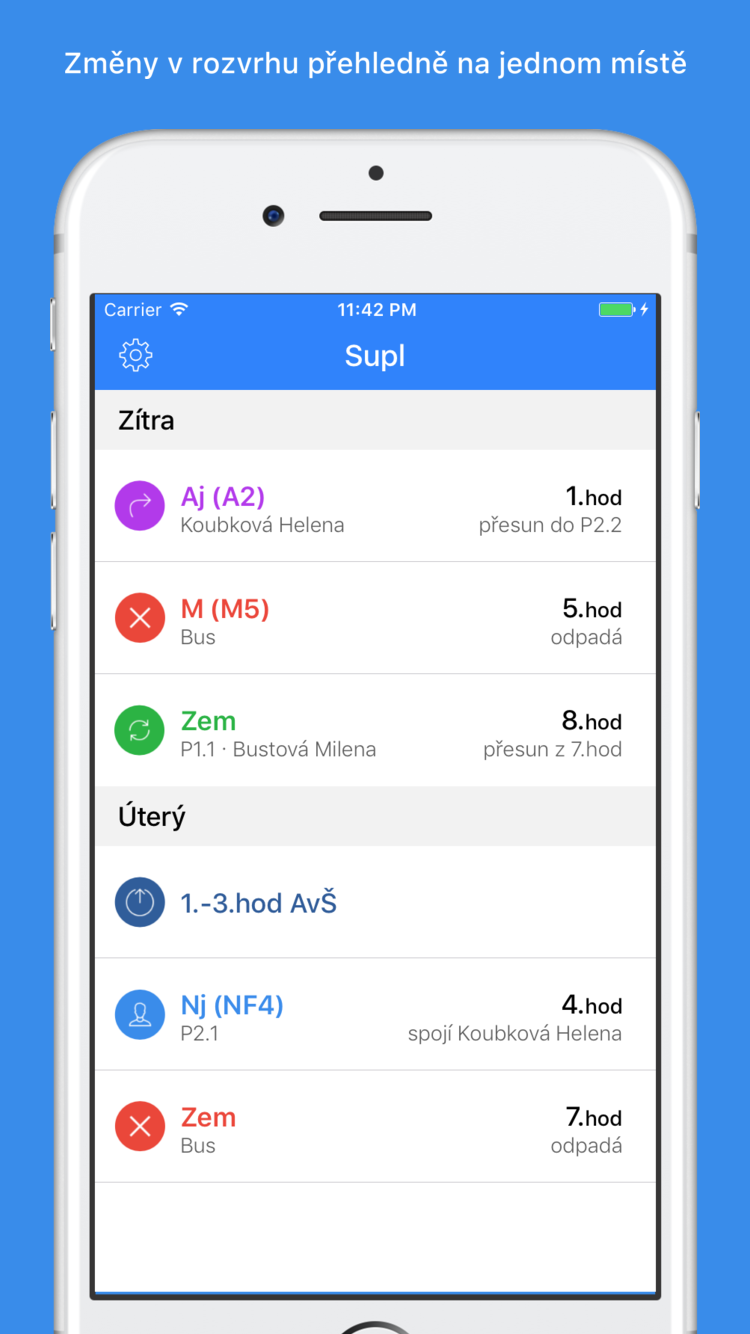 Změny v rozvrhu přehledně na jednom místě
Carrier 11:42 PM
Supl
Zítra
Aj (A2) 1.hod
Koubková Helena přesun do P2.2
M (M5) 5.hod
Bus odpadá
Zem 8.hod
P1.1 · Bustová Milena přesun z 7.hod
Úterý
1.-3.hod AvŠ
Nj (NF4) 4.hod
P2.1 spojí Koubková Helena
Zem 7.hod
Bus odpadá